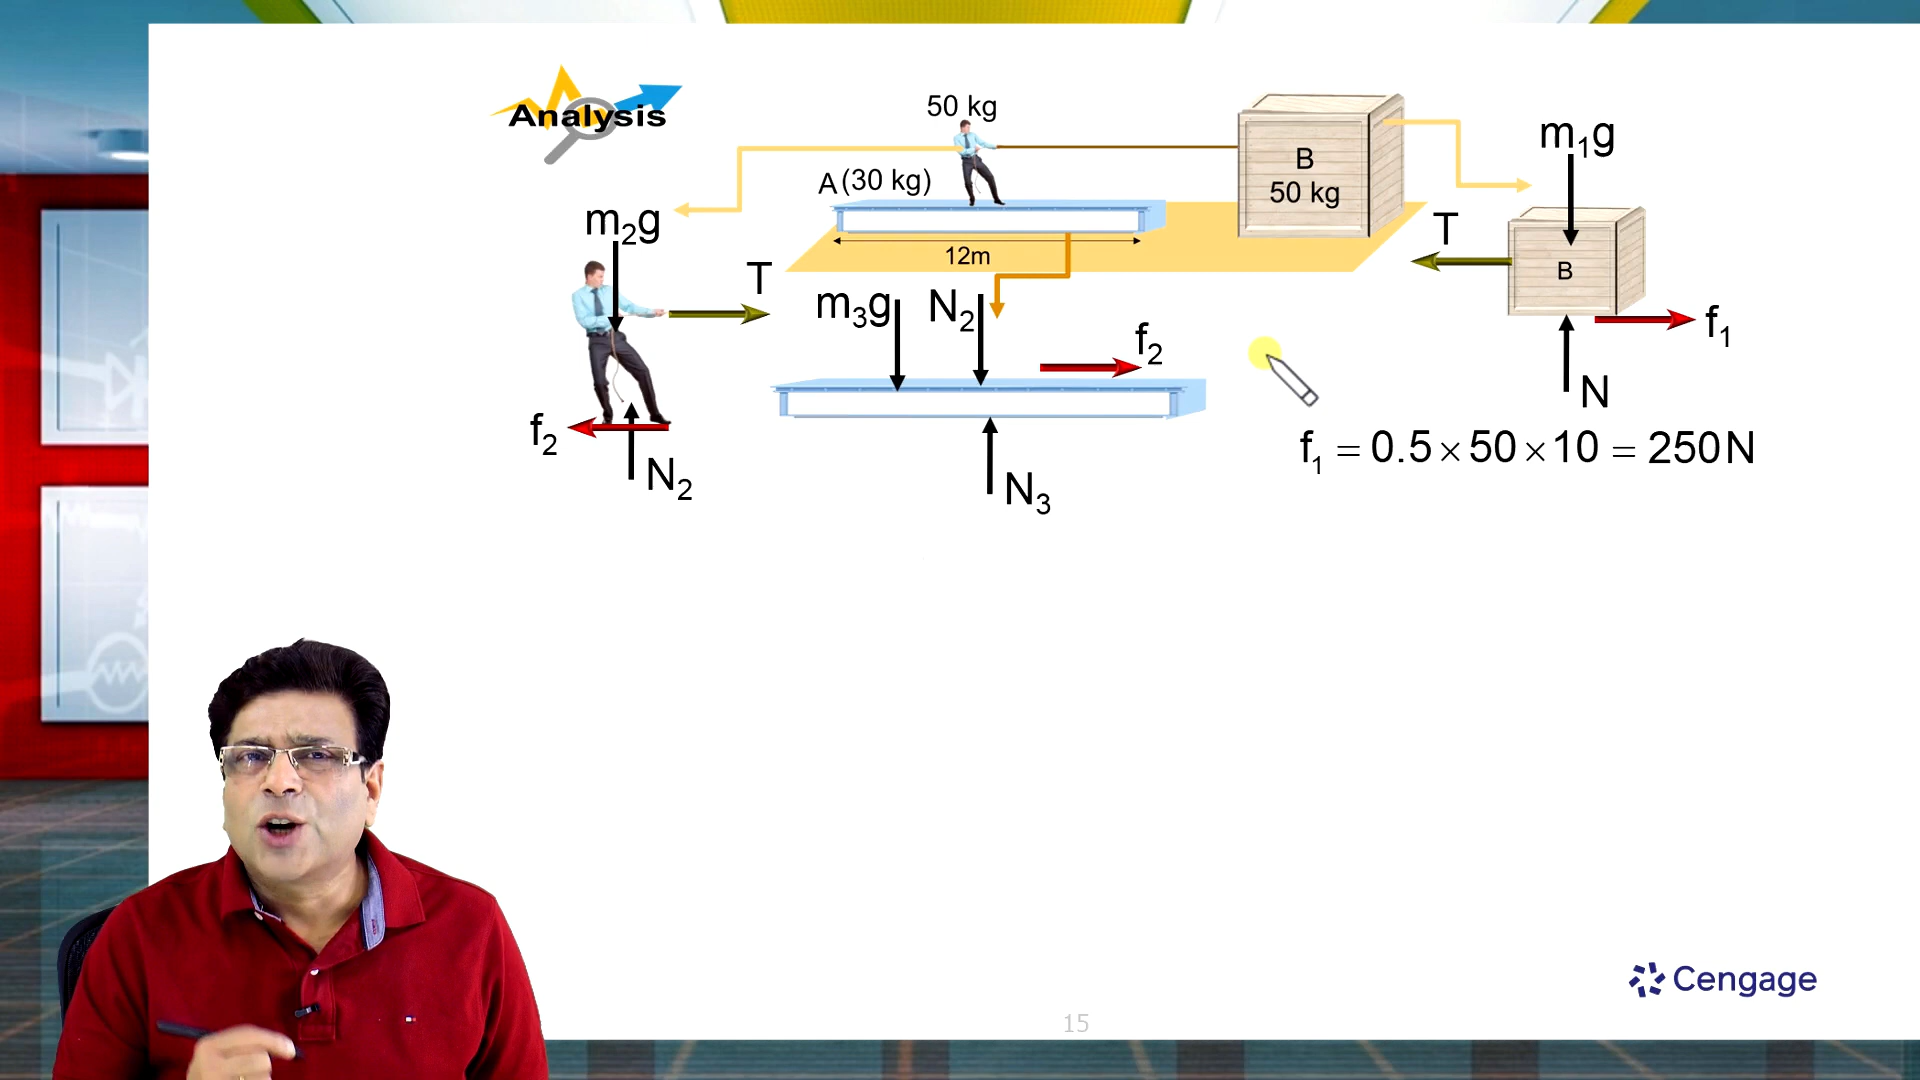 Analysis
50 kg
A (30 kg)
B
50 kg
12m
m₁g
T
B
f₁
N
m₂g
T
f₂
N₂
m₃g
N₂
f₂
N₃
f₁ = 0.5 × 50 × 10 = 250 N
Cengage
15